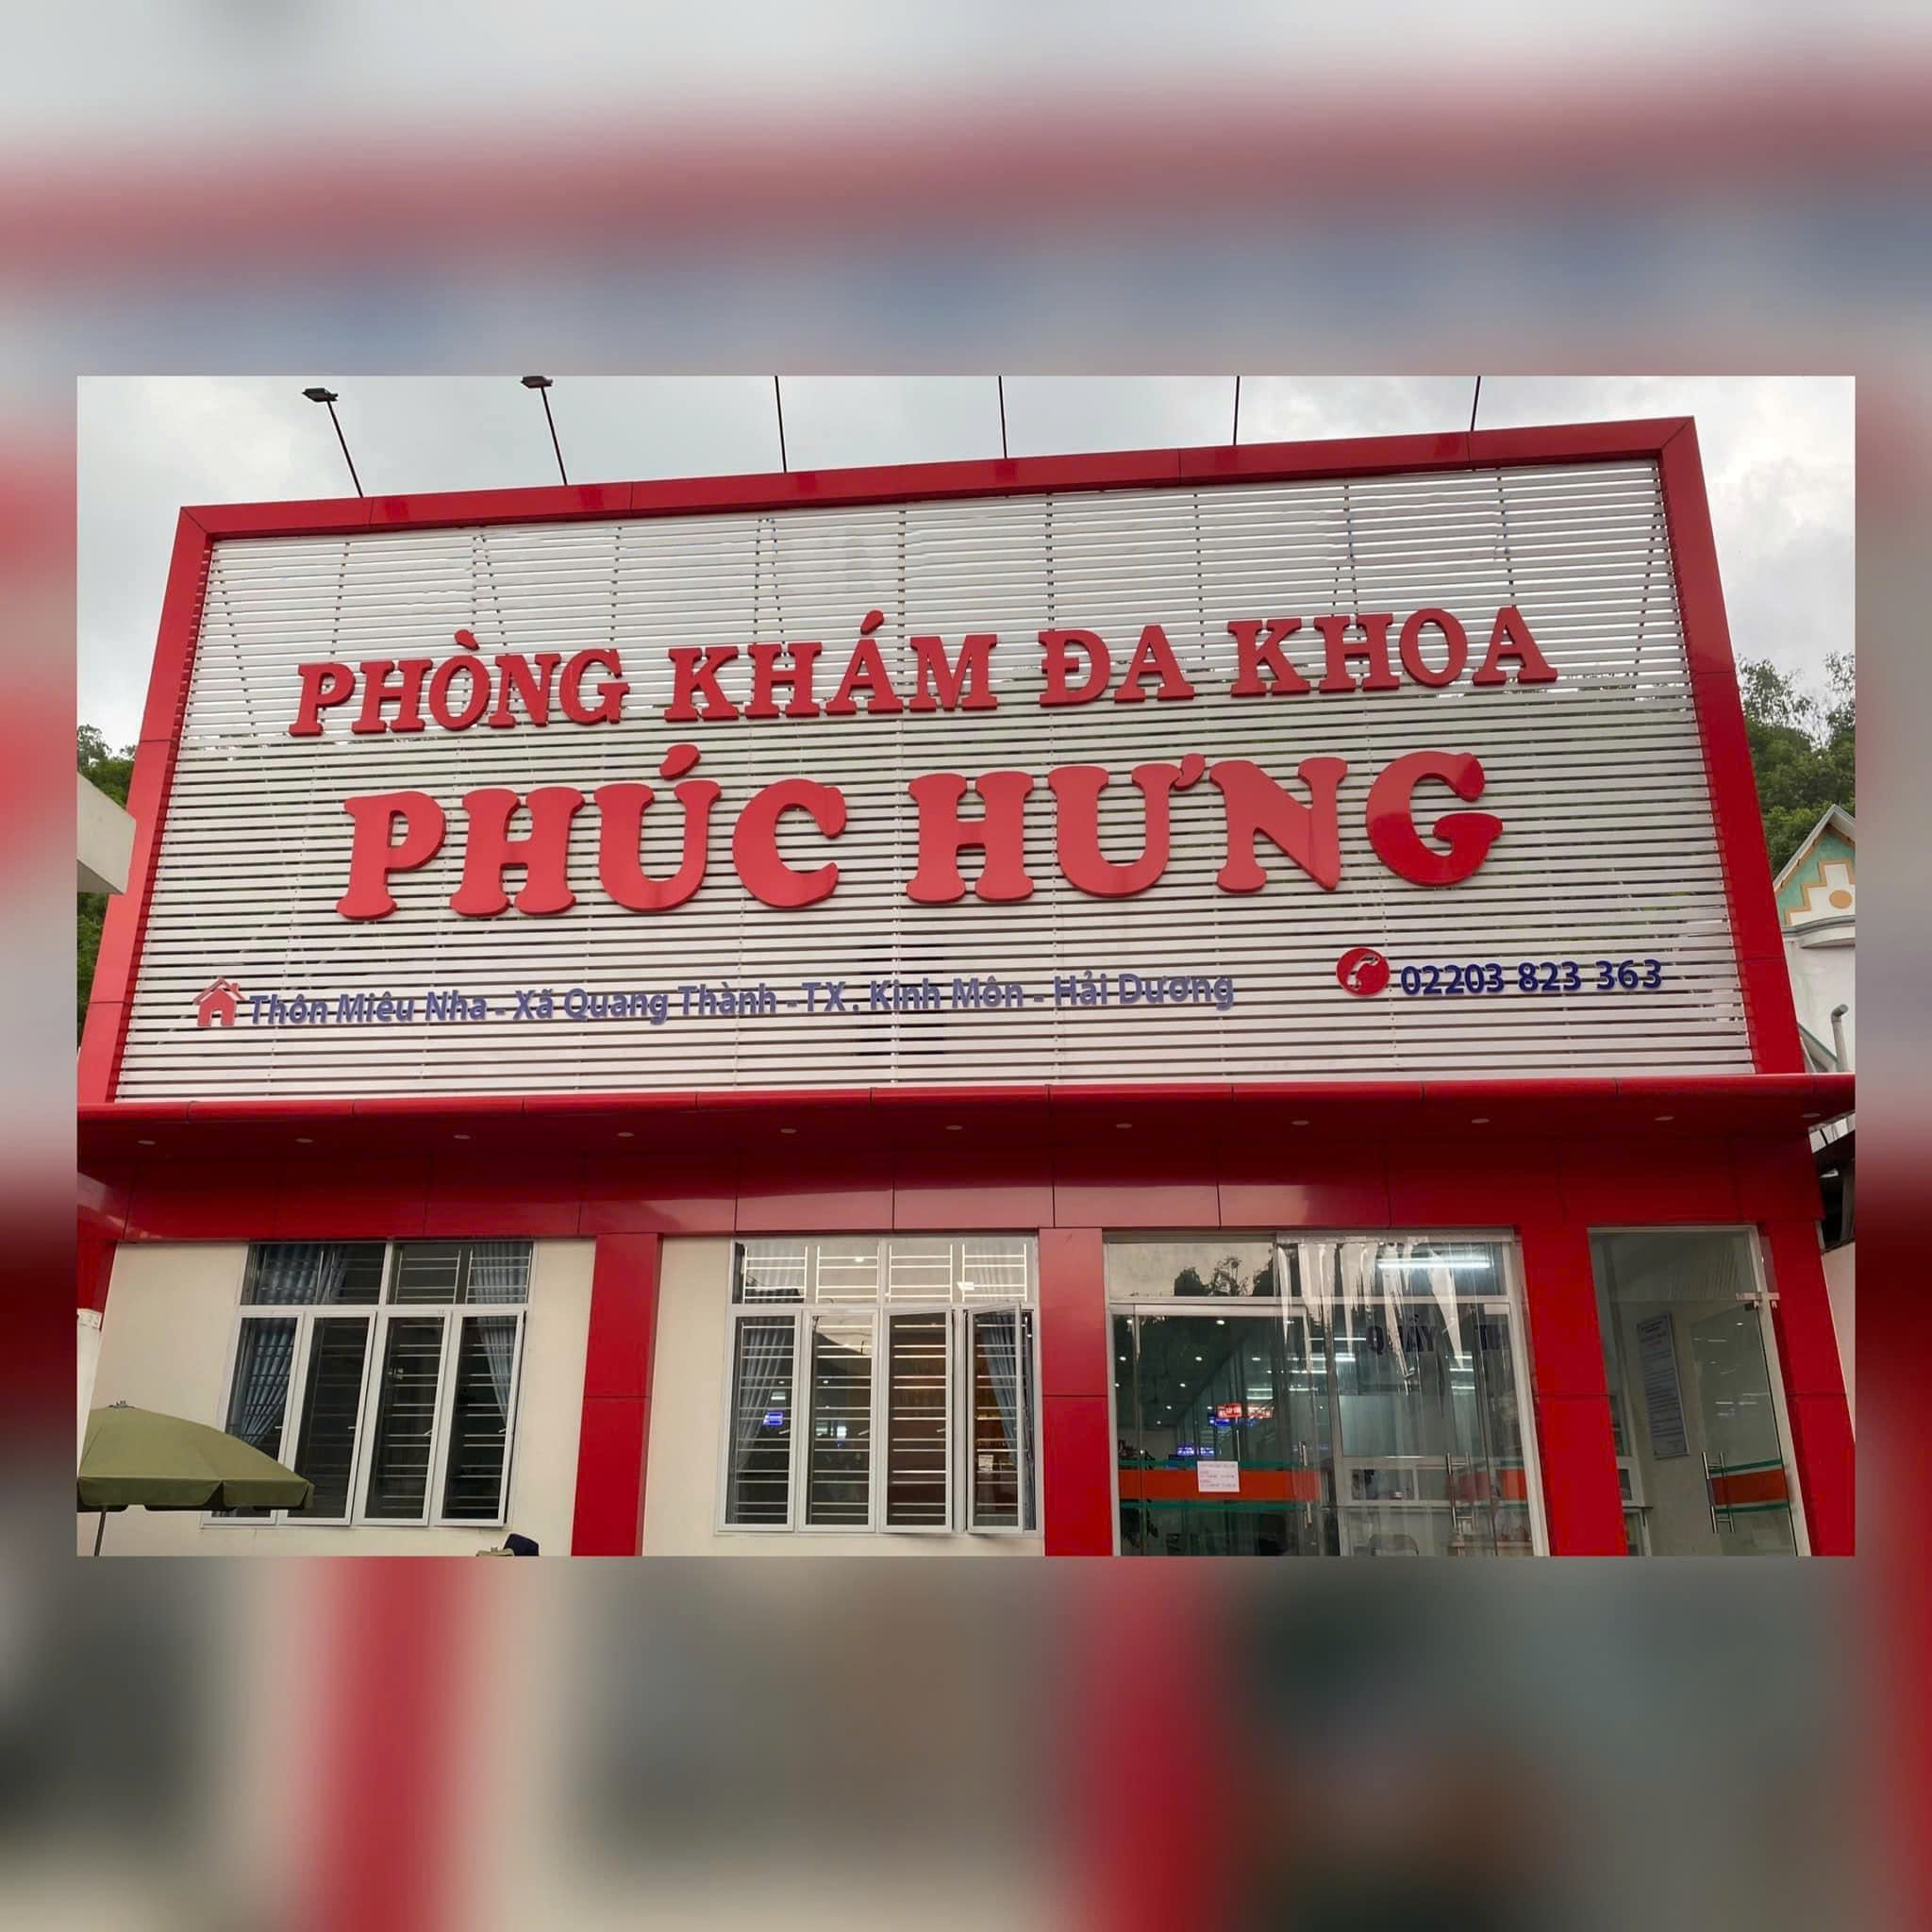 PHÒNG KHÁM ĐA KHOA
PHÚC HƯNG
Thôn Miêu Nha - Xã Quang Thành - TX. Kinh Môn - Hải Dương
02203 823 363